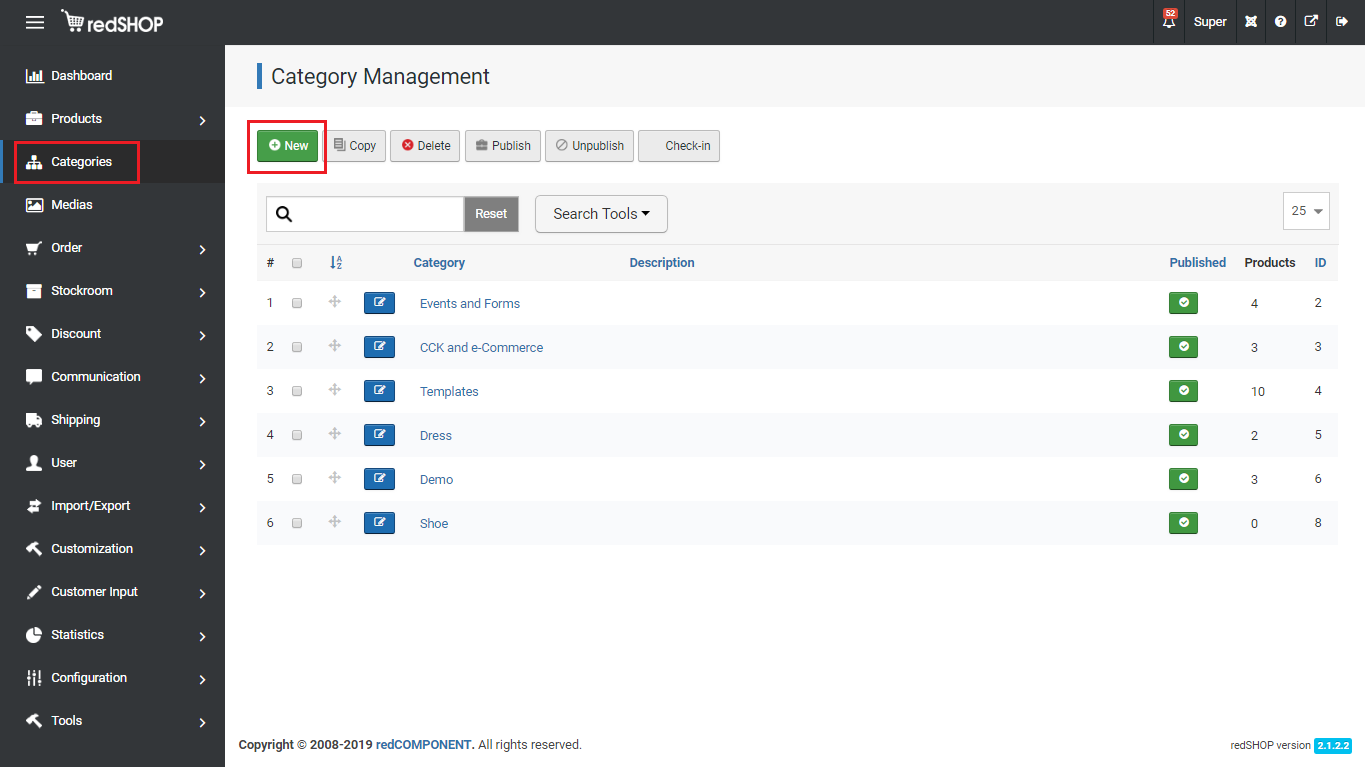 redSHOP
52
Super
Dashboard
Products
Categories
Medias
Order
Stockroom
Discount
Communication
Shipping
User
Import/Export
Customization
Customer Input
Statistics
Configuration
Tools
Category Management
New Copy Delete Publish Unpublish Check-in
Reset Search Tools 25
# Category Description Published Products ID
1 Events and Forms 4 2
2 CCK and e-Commerce 3 3
3 Templates 10 4
4 Dress 2 5
5 Demo 3 6
6 Shoe 0 8
Copyright © 2008-2019 redCOMPONENT. All rights reserved.
redSHOP version 2.1.2.2